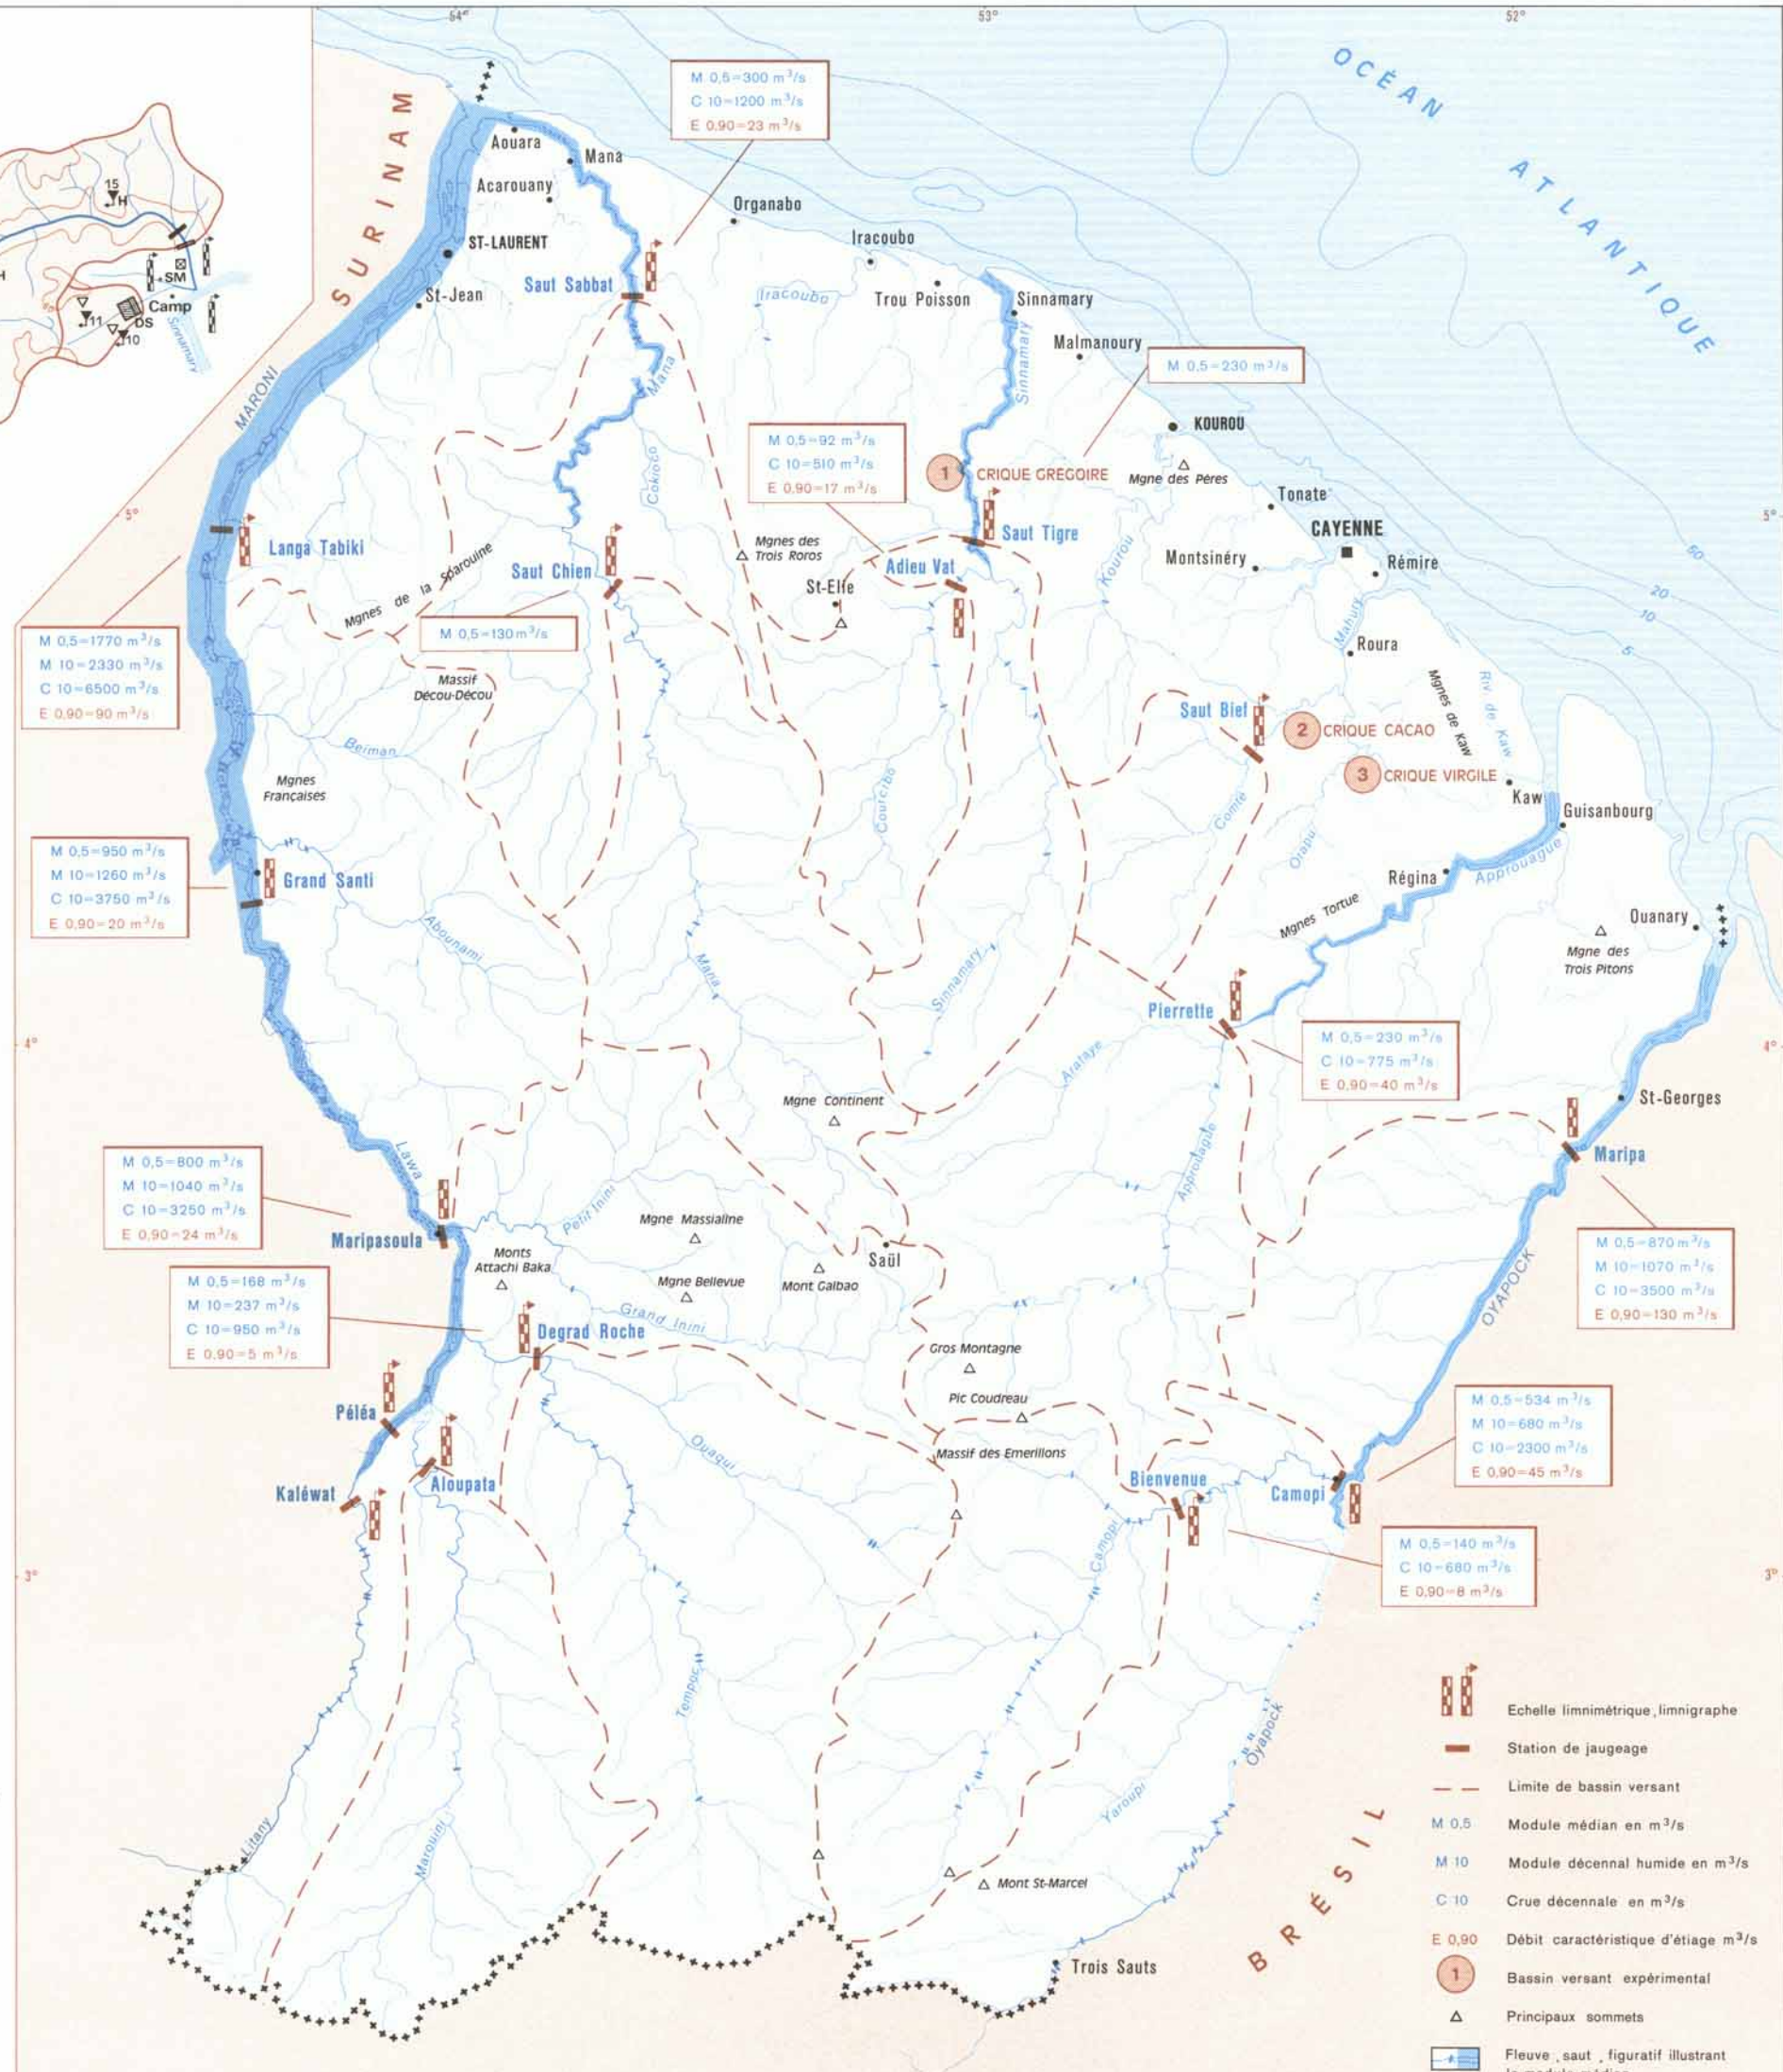 54°
53°
52°
OCÉAN
ATLANTIQUE
SURINAM
15
H
H
SM
Camp
DS
11
10
Sinnamary
M 0,5=300 m³/s
C 10=1200 m³/s
E 0,90=23 m³/s
Aouara
Mana
Acarouany
Organabo
ST-LAURENT
Iracoubo
Saut Sabbat
St-Jean
Iracoubo
Trou Poisson
Sinnamary
Malmanoury
Sinnamary
Mana
MARONI
M 0,5=230 m³/s
M 0,5=92 m³/s
C 10=510 m³/s
E 0,90=17 m³/s
KOUROU
1
CRIQUE GREGOIRE
Mgne des Péres
Cokioco
Tonate
5°
5°
50
CAYENNE
Langa Tabiki
Mgnes de la Sparouine
Mgnes des
Trois Roros
Saut Tigre
Kourou
Montsinéry
Rémire
Saut Chien
Adieu Vat
St-Elie
20
10
5
Mahury
Roura
M 0,5=1770 m³/s
M 10=2330 m³/s
C 10=6500 m³/s
E 0,90=90 m³/s
M 0,5=130 m³/s
Massif
Décou-Décou
Mgnes de Kaw
Riv. de Kaw
Saut Bief
2
CRIQUE CACAO
Beiman
3
CRIQUE VIRGILE
Mgnes
Françaises
Kaw
Guisanbourg
Courcibo
Comté
Orapu
Approuague
M 0,5=950 m³/s
M 10=1260 m³/s
C 10=3750 m³/s
E 0,90=20 m³/s
Grand Santi
Régina
Mgnes Tortue
Ouanary
Abounami
Mana
Sinnamary
Mgne des
Trois Pitons
Pierrette
4°
4°
M 0,5=230 m³/s
C 10=775 m³/s
E 0,90=40 m³/s
Arataye
Mgne Continent
St-Georges
Lawa
Approuague
Maripa
M 0,5=800 m³/s
M 10=1040 m³/s
C 10=3250 m³/s
E 0,90=24 m³/s
Petit Inini
Mgne Massialine
Maripasoula
Monts
Attachi Baka
Saül
M 0,5=870 m³/s
M 10=1070 m³/s
C 10=3500 m³/s
E 0,90=130 m³/s
Mgne Bellevue
Mont Galbao
OYAPOCK
M 0,5=168 m³/s
M 10=237 m³/s
C 10=950 m³/s
E 0,90=5 m³/s
Grand Inini
Degrad Roche
Gros Montagne
Pic Coudreau
Péléa
M 0,5=534 m³/s
M 10=680 m³/s
C 10=2300 m³/s
E 0,90=45 m³/s
Ouaqui
Massif des Emerillons
Aloupata
Bienvenue
Camopi
Kaléwat
Camopi
M 0,5=140 m³/s
C 10=680 m³/s
E 0,90=8 m³/s
3°
3°
Tempoc
Oyapock
Yaroupi
Litany
Marouini
Mont St-Marcel
Trois Sauts
BRÉSIL
Echelle limnimétrique, limnigraphe
Station de jaugeage
Limite de bassin versant
M 0,5 Module médian en m³/s
M 10 Module décennal humide en m³/s
C 10 Crue décennale en m³/s
E 0,90 Débit caractéristique d'étiage m³/s
1 Bassin versant expérimental
Principaux sommets
Fleuve, saut, figuratif illustrant